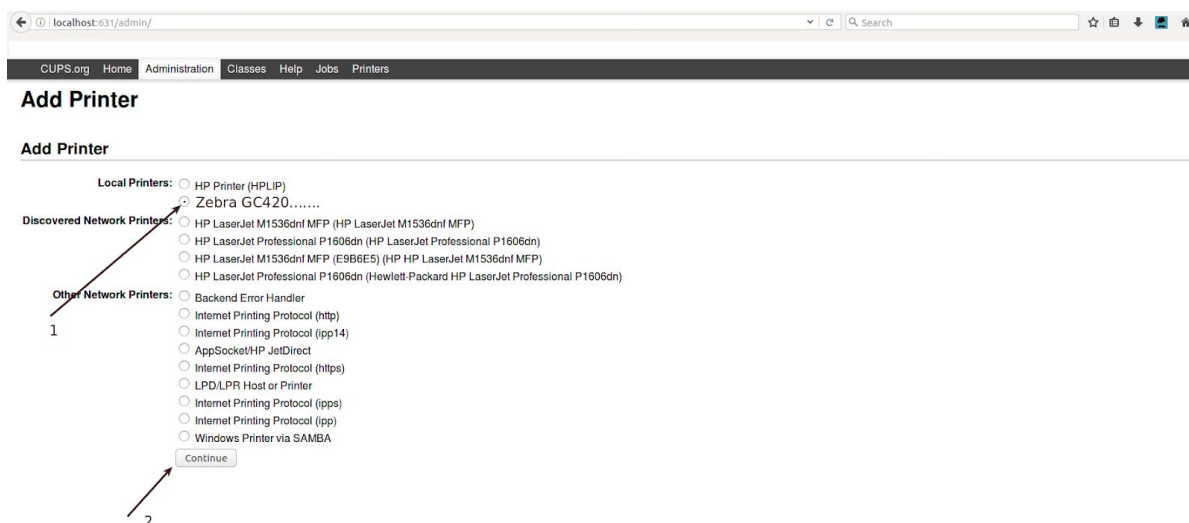 localhost:631/admin/
Search
CUPS.org Home Administration Classes Help Jobs Printers
Add Printer
Add Printer
Local Printers: HP Printer (HPLIP)
Zebra GC420.......
Discovered Network Printers: HP LaserJet M1536dnf MFP (HP LaserJet M1536dnf MFP)
HP LaserJet Professional P1606dn (HP LaserJet Professional P1606dn)
HP LaserJet M1536dnf MFP (E9B6E5) (HP HP LaserJet M1536dnf MFP)
HP LaserJet Professional P1606dn (Hewlett-Packard HP LaserJet Professional P1606dn)
Other Network Printers: Backend Error Handler
Internet Printing Protocol (http)
1
Internet Printing Protocol (ipp14)
AppSocket/HP JetDirect
Internet Printing Protocol (https)
LPD/LPR Host or Printer
Internet Printing Protocol (ipps)
Internet Printing Protocol (ipp)
Windows Printer via SAMBA
Continue
2